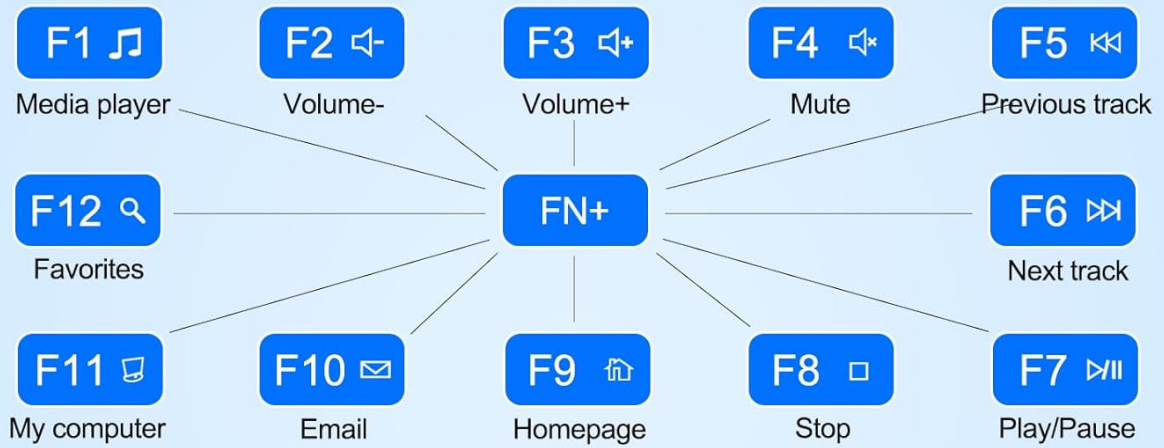 F1
F2
F3
F4
F5
Media player
Volume-
Volume+
Mute
Previous track
F12
FN+
F6
Favorites
Next track
F11
F10
F9
F8
F7
My computer
Email
Homepage
Stop
Play/Pause